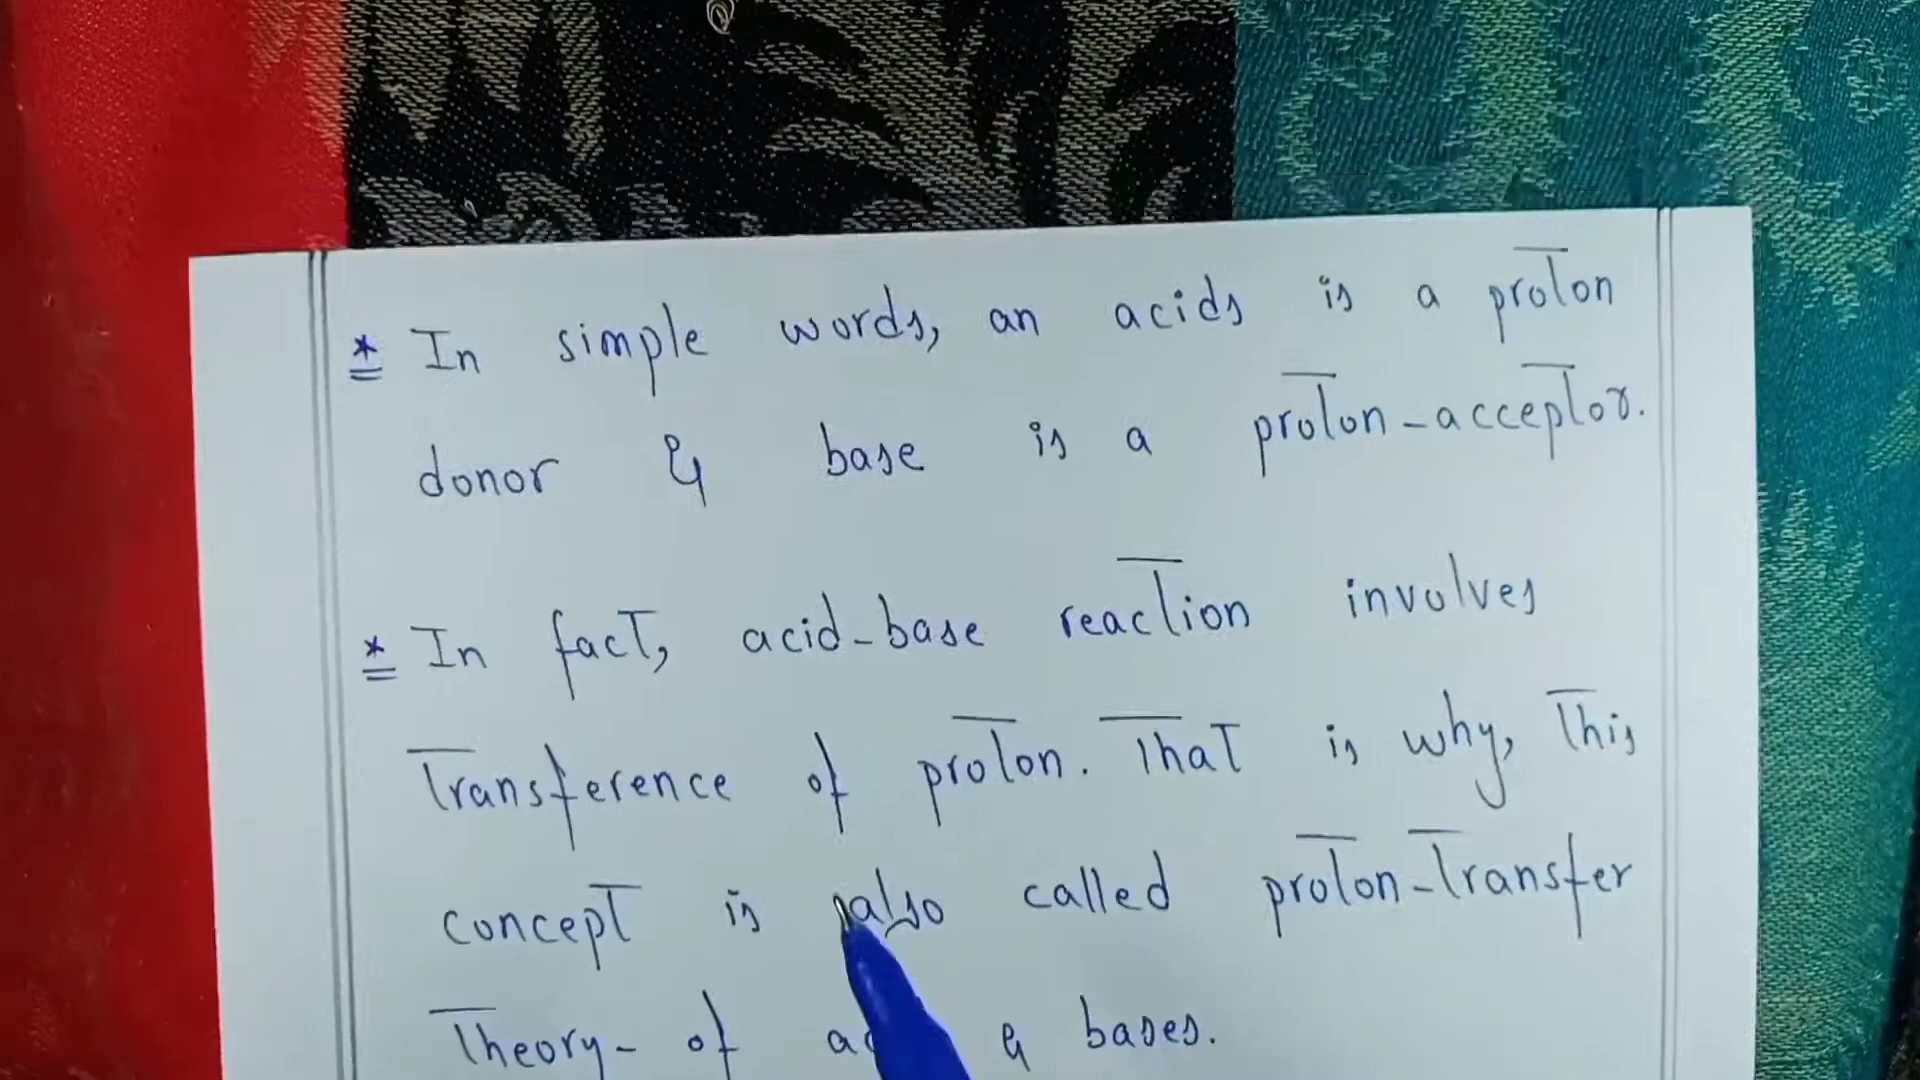 * In simple words, an acids is a proton
donor & base is a proton-acceptor.
* In fact, acid-base reaction involves
Transference of proton. That is why, This
concept is also called proton-Transfer
Theory- of & bases.